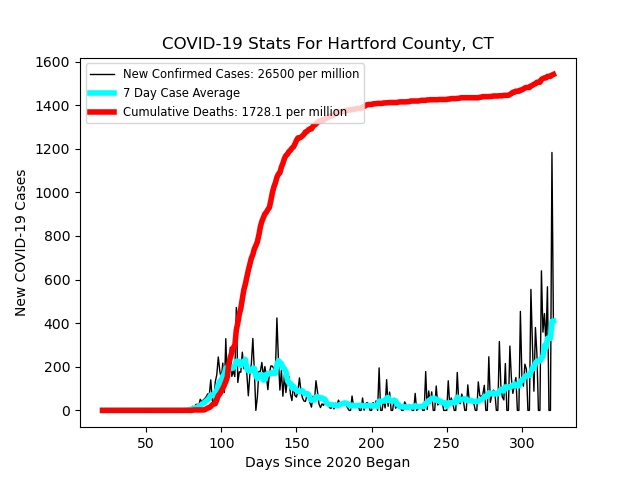 COVID-19 Stats For Hartford County, CT
New Confirmed Cases: 26500 per million
7 Day Case Average
Cumulative Deaths: 1728.1 per million
New COVID-19 Cases
1600
1400
1200
1000
800
600
400
200
0
50 100 150 200 250 300
Days Since 2020 Began